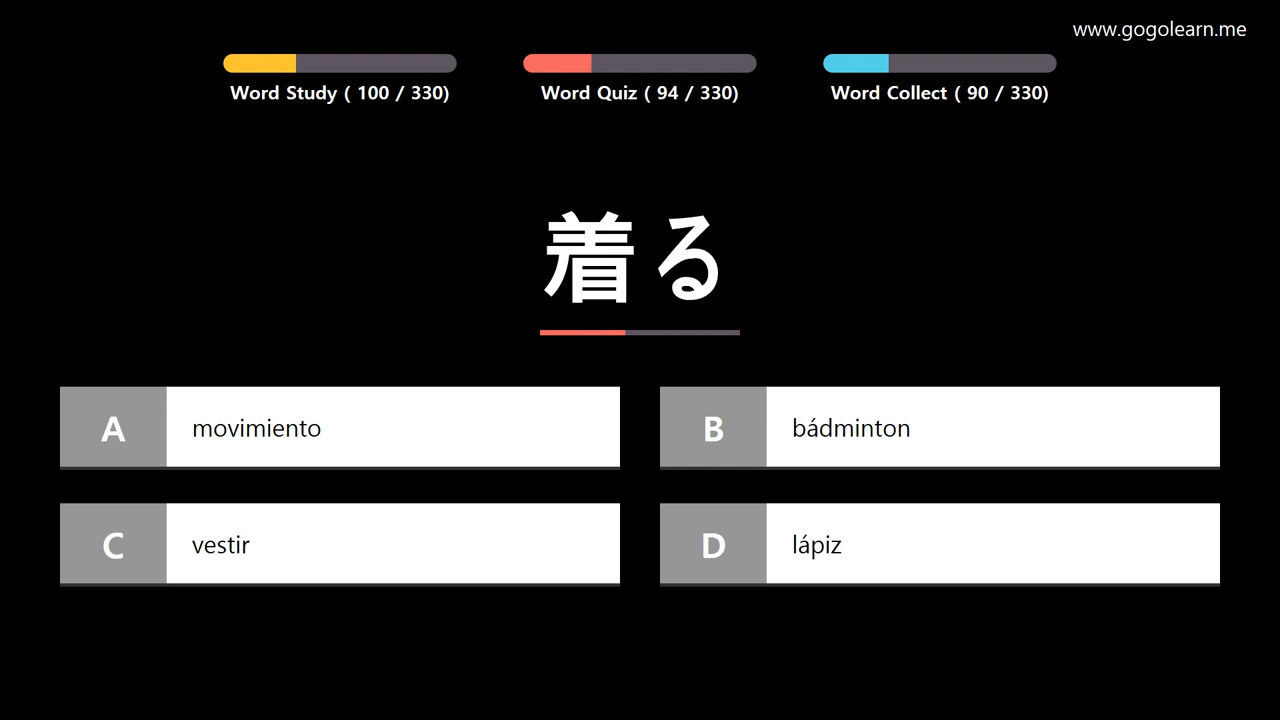 www.gogolearn.me
Word Study ( 100 / 330)
Word Quiz ( 94 / 330)
Word Collect ( 90 / 330)
着る
A movimiento
B bádminton
C vestir
D lápiz